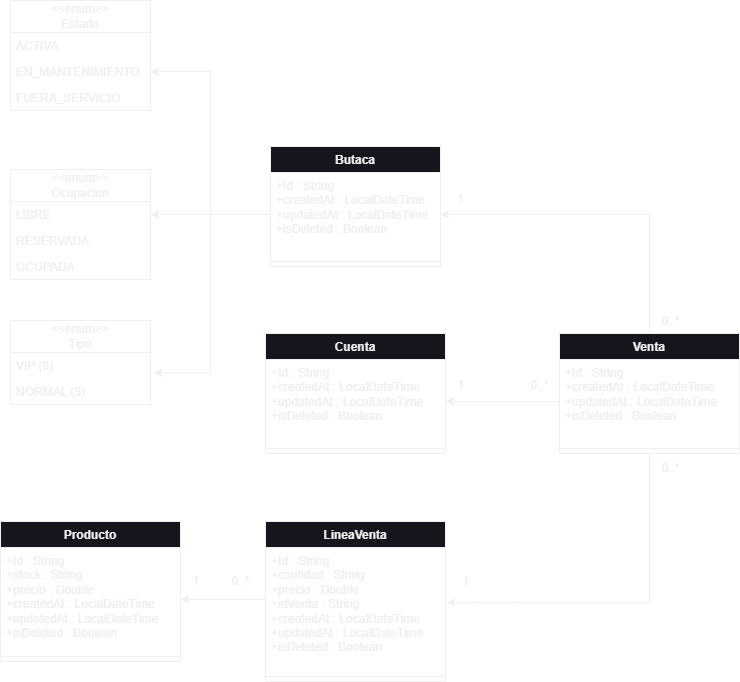 <<enum>>
Estado
ACTIVA
EN_MANTENIMIENTO
FUERA_SERVICIO
<<enum>>
Ocupacion
LIBRE
RESERVADA
OCUPADA
<<enum>>
Tipo
VIP (8)
NORMAL (5)
Butaca
+Id : String
+createdAt : LocalDateTime
+updatedAt : LocalDateTime
+isDeleted : Boolean
1
0..*
Cuenta
+Id : String
+createdAt : LocalDateTime
+updatedAt : LocalDateTime
+isDeleted : Boolean
1
0..*
Venta
+Id : String
+createdAt : LocalDateTime
+updatedAt : LocalDateTime
+isDeleted : Boolean
0..*
Producto
+Id : String
+stock : String
+precio : Double
+createdAt : LocalDateTime
+updatedAt : LocalDateTime
+isDeleted : Boolean
1
0..*
LineaVenta
+Id : String
+cantidad : String
+precio : Double
+idVenta : String
+createdAt : LocalDateTime
+updatedAt : LocalDateTime
+isDeleted : Boolean
1